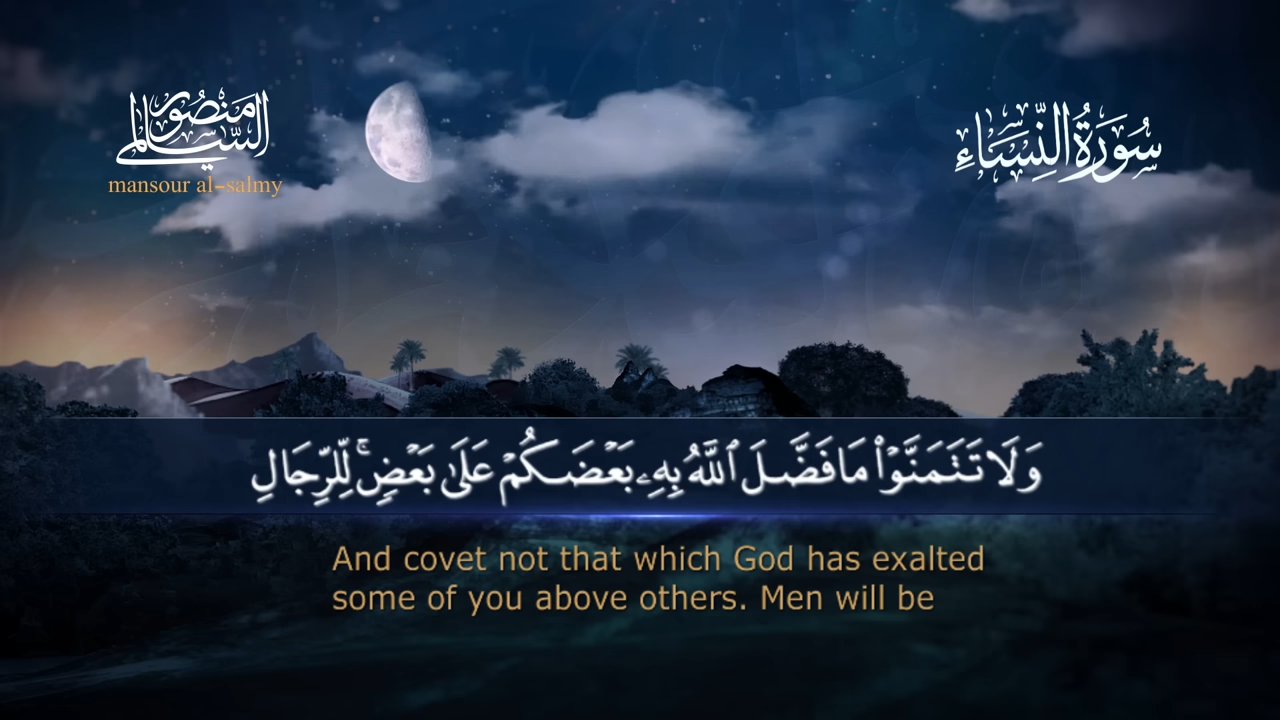 المنصور السالمي
mansour al-salmy
سُورَةُ النِّسَاءِ
وَلَا تَتَمَنَّوْا۟ مَا فَضَّلَ ٱللَّهُ بِهِۦ بَعْضَكُمْ عَلَىٰ بَعْضٍ ۚ لِّلرِّجَالِ
And covet not that which God has exalted
some of you above others. Men will be